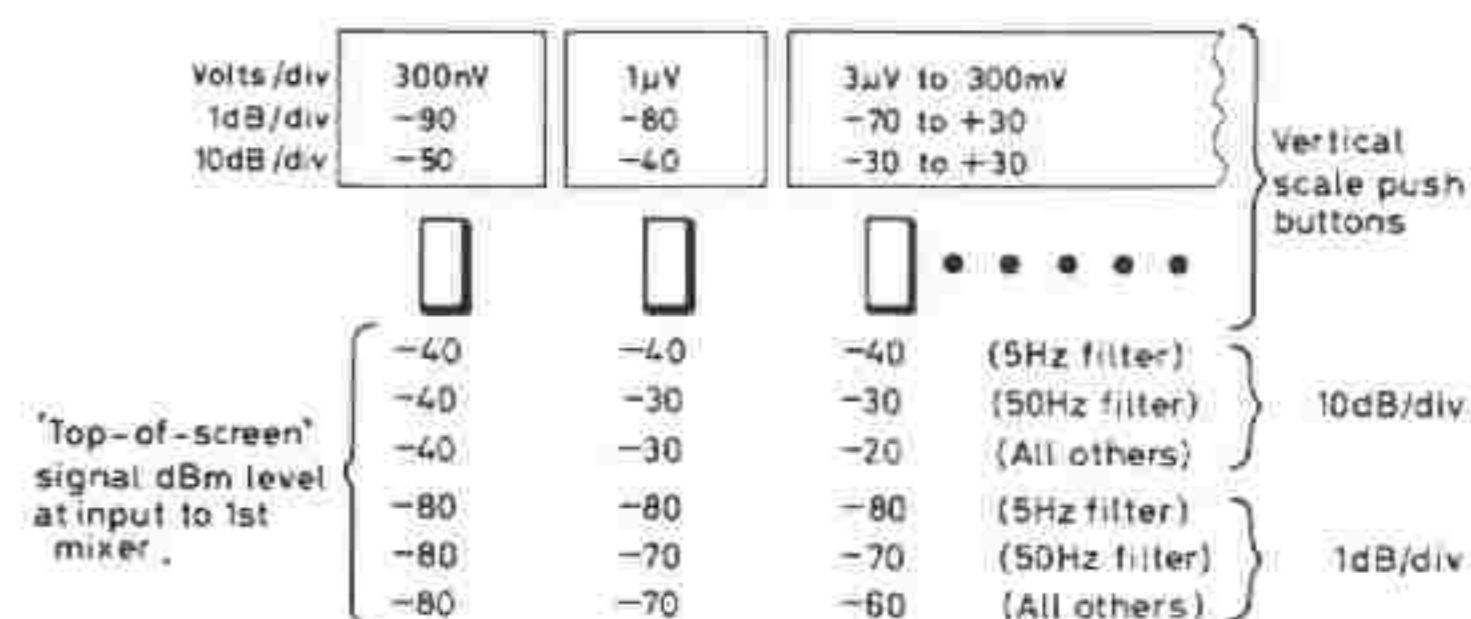 Volts/div 300nV 1µV 3µV to 300mV
1dB/div -90 -80 -70 to +30
10dB/div -50 -40 -30 to +30
Vertical
scale push
buttons
-40 -40 -40 (5Hz filter)
-40 -30 -30 (50Hz filter) 10dB/div
-40 -30 -20 (All others)
'Top-of-screen'
signal dBm level
at input to 1st
mixer.
-80 -80 -80 (5Hz filter)
-80 -70 -70 (50Hz filter) 1dB/div
-80 -70 -60 (All others)